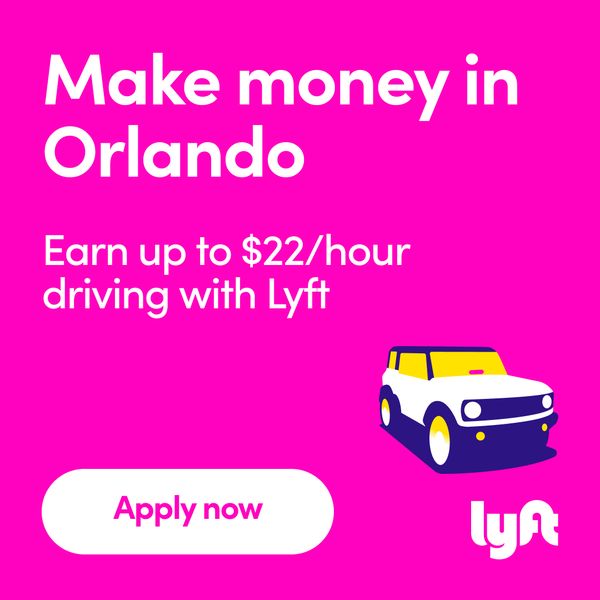 Make money in
Orlando
Earn up to $22/hour
driving with Lyft
Apply now
lyft